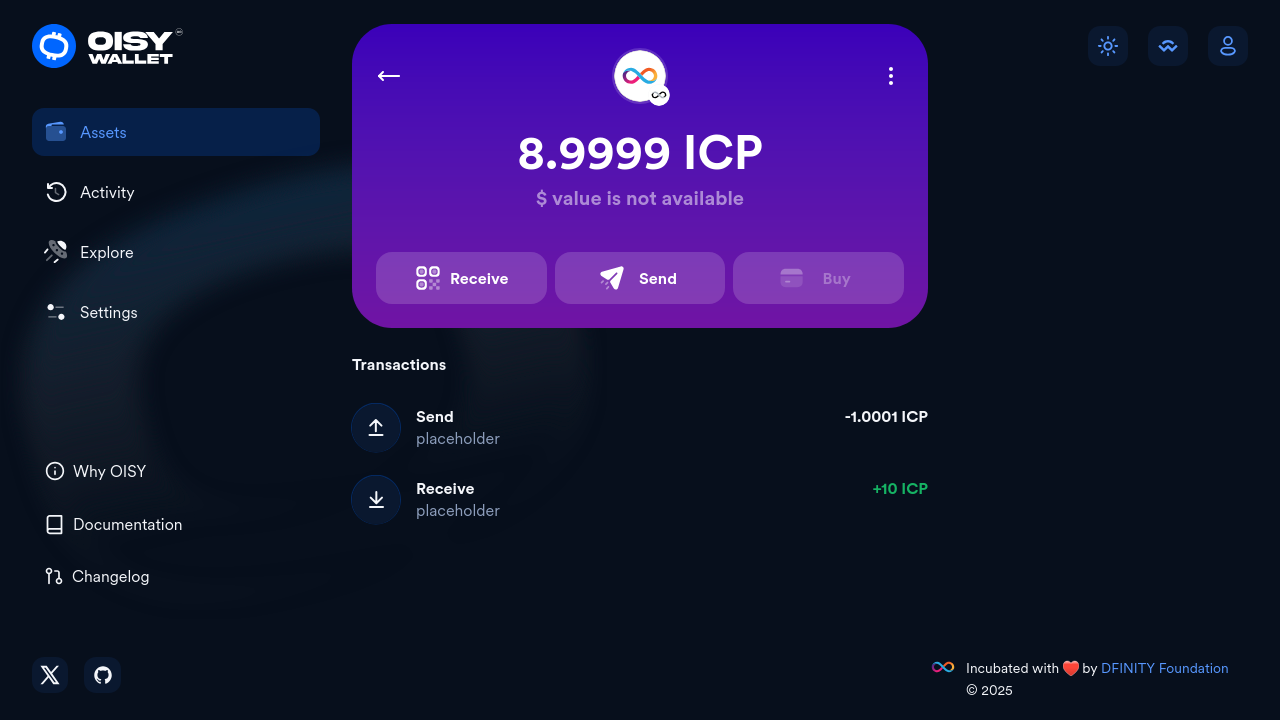 OISY
WALLET
Assets
Activity
Explore
Settings
Why OISY
Documentation
Changelog
8.9999 ICP
$ value is not available
Receive
Send
Buy
Transactions
Send
-1.0001 ICP
placeholder
Receive
+10 ICP
placeholder
Incubated with ❤️ by DFINITY Foundation
© 2025